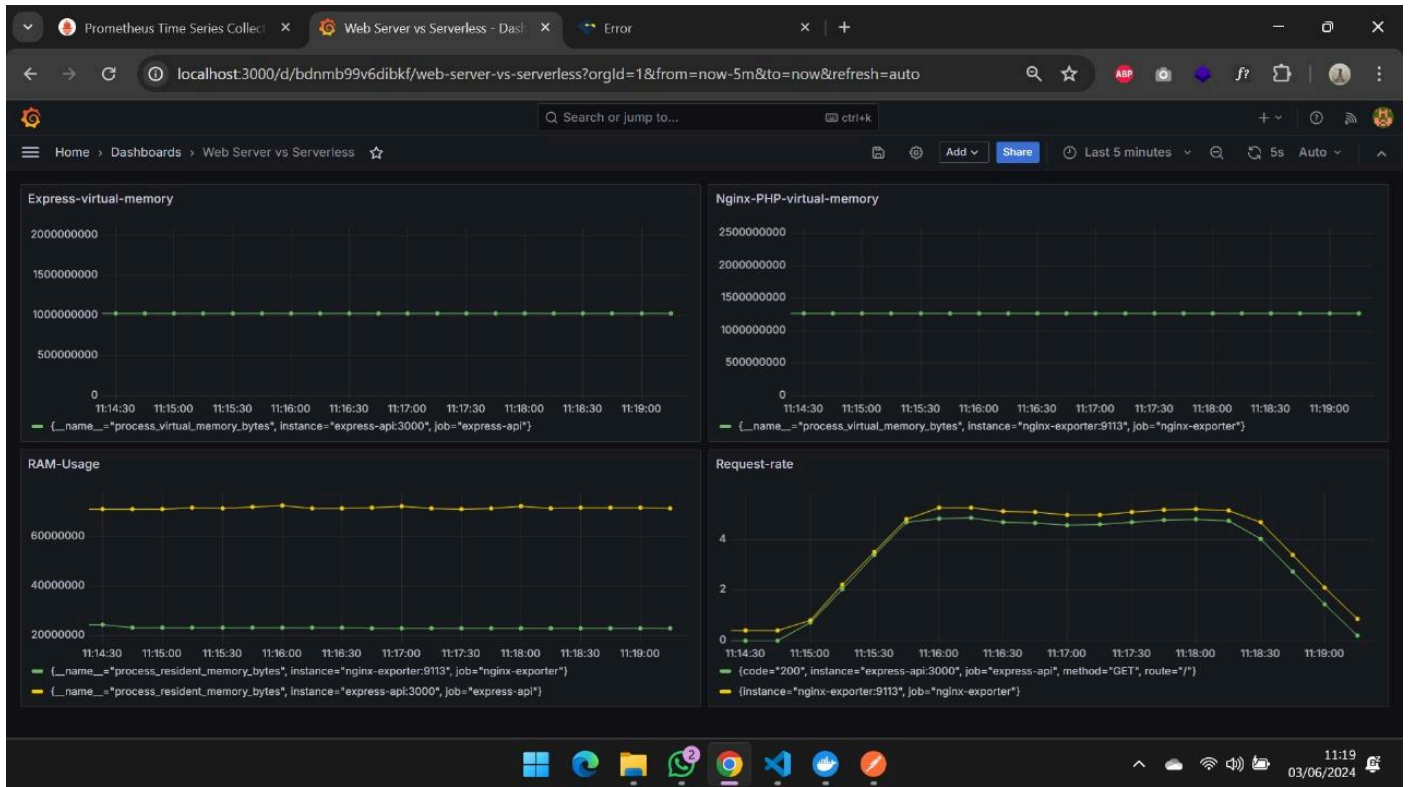 Prometheus Time Series Collect
Web Server vs Serverless - Dash
Error
localhost:3000/d/bdnmb99v6dibkf/web-server-vs-serverless?orgId=1&from=now-5m&to=now&refresh=auto
ABP
f?
Search or jump to...
ctrl+k
Home › Dashboards › Web Server vs Serverless
Add
Share
Last 5 minutes
5s Auto
Express-virtual-memory
2000000000
1500000000
1000000000
500000000
0
11:14:30 11:15:00 11:15:30 11:16:00 11:16:30 11:17:00 11:17:30 11:18:00 11:18:30 11:19:00
{__name__="process_virtual_memory_bytes", instance="express-api:3000", job="express-api"}
Nginx-PHP-virtual-memory
2500000000
2000000000
1500000000
1000000000
500000000
0
11:14:30 11:15:00 11:15:30 11:16:00 11:16:30 11:17:00 11:17:30 11:18:00 11:18:30 11:19:00
{__name__="process_virtual_memory_bytes", instance="nginx-exporter:9113", job="nginx-exporter"}
RAM-Usage
60000000
40000000
20000000
11:14:30 11:15:00 11:15:30 11:16:00 11:16:30 11:17:00 11:17:30 11:18:00 11:18:30 11:19:00
{__name__="process_resident_memory_bytes", instance="nginx-exporter:9113", job="nginx-exporter"}
{__name__="process_resident_memory_bytes", instance="express-api:3000", job="express-api"}
Request-rate
4
2
0
11:14:30 11:15:00 11:15:30 11:16:00 11:16:30 11:17:00 11:17:30 11:18:00 11:18:30 11:19:00
{code="200", instance="express-api:3000", job="express-api", method="GET", route="/"}
{instance="nginx-exporter:9113", job="nginx-exporter"}
2
11:19
03/06/2024